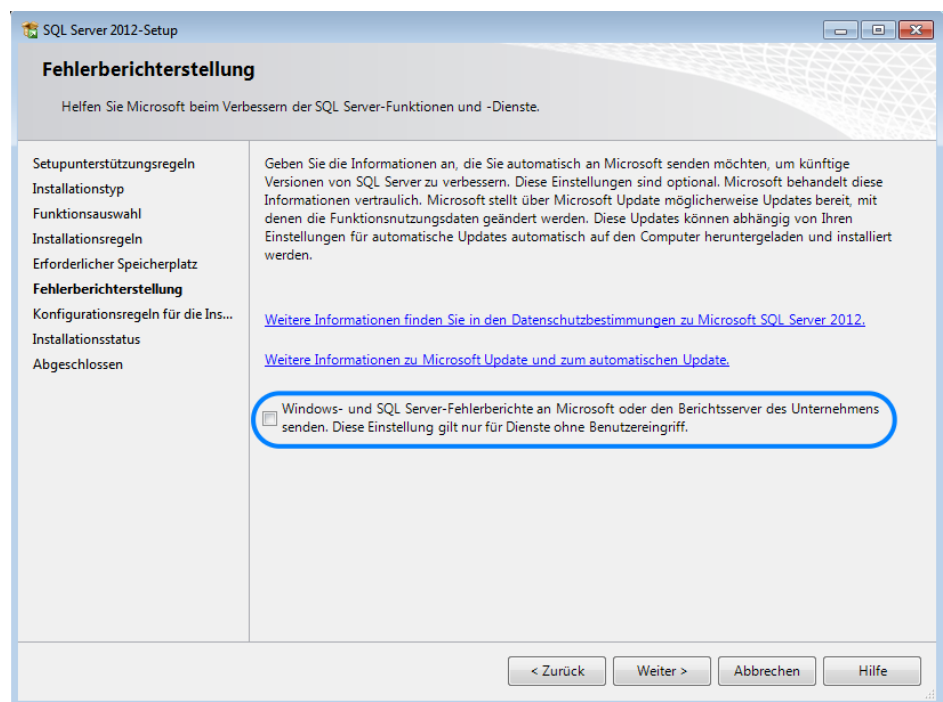 SQL Server 2012-Setup
Fehlerberichterstellung
Helfen Sie Microsoft beim Verbessern der SQL Server-Funktionen und -Dienste.
Setupunterstützungsregeln
Installationstyp
Funktionsauswahl
Installationsregeln
Erforderlicher Speicherplatz
Fehlerberichterstellung
Konfigurationsregeln für die Ins...
Installationsstatus
Abgeschlossen
Geben Sie die Informationen an, die Sie automatisch an Microsoft senden möchten, um künftige
Versionen von SQL Server zu verbessern. Diese Einstellungen sind optional. Microsoft behandelt diese
Informationen vertraulich. Microsoft stellt über Microsoft Update möglicherweise Updates bereit, mit
denen die Funktionsnutzungsdaten geändert werden. Diese Updates können abhängig von Ihren
Einstellungen für automatische Updates automatisch auf den Computer heruntergeladen und installiert
werden.
Weitere Informationen finden Sie in den Datenschutzbestimmungen zu Microsoft SQL Server 2012.
Weitere Informationen zu Microsoft Update und zum automatischen Update.
Windows- und SQL Server-Fehlerberichte an Microsoft oder den Berichtsserver des Unternehmens
senden. Diese Einstellung gilt nur für Dienste ohne Benutzereingriff.
< Zurück
Weiter >
Abbrechen
Hilfe